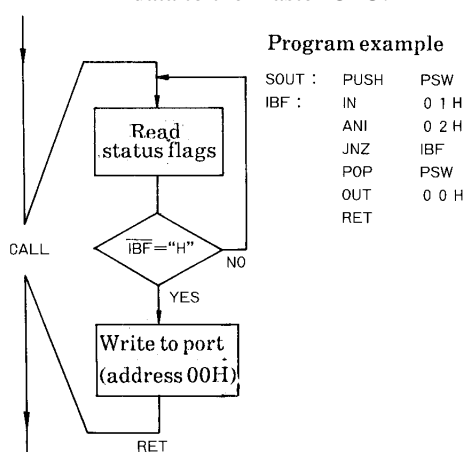 Program example
SOUT : PUSH PSW
IBF : IN 0 1 H
ANI 0 2 H
JNZ IBF
POP PSW
OUT 0 0 H
RET
Read
status flags
CALL
I̅B̅F̅="H"
NO
YES
Write to port
(address 00H)
RET